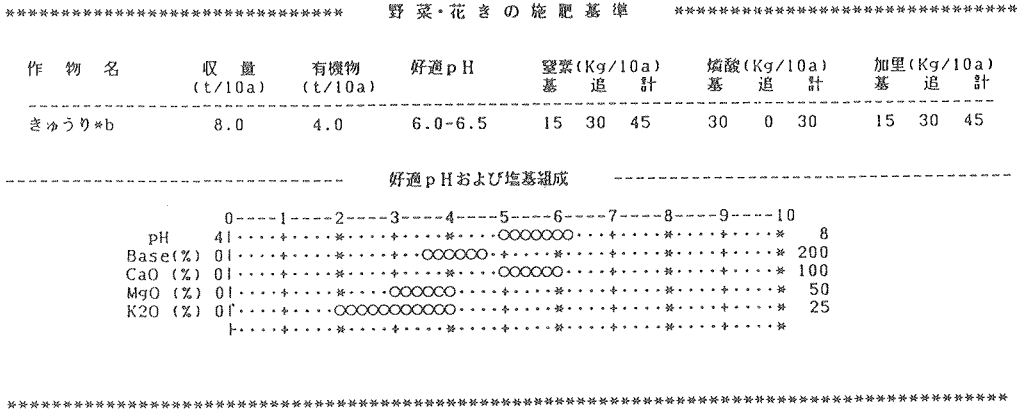 ******************************* 野 菜・花 き の 施 肥 基 準 *******************************
作 物 名 収 量 有機物 好適pH 窒素(Kg/10a) 燐酸(Kg/10a) 加里(Kg/10a)
(t/10a) (t/10a) 基 追 計 基 追 計 基 追 計
きゅうり*b 8.0 4.0 6.0-6.5 15 30 45 30 0 30 15 30 45
------------------------------- 好適pHおよび塩基組成 -------------------------------
0----1----2----3----4----5----6----7----8----9----10
pH 4|····+····*····+····*····OOOOOOO···+····*····+····* 8
Base(%) 0|····+····*····+··OOOOOO+····*····+····*····+····* 200
CaO (%) 0|····+····*····+····*····OOOOOO····+····*····+····* 100
MgO (%) 0|····+····*····OOOOOO····+····*····+····*····+····* 50
K2O (%) 0|····+····OOOOOOOOOOO····+····*····+····*····+····* 25
├····+····*····+····*····+····*····+····*····+····*
****************************************************************************************